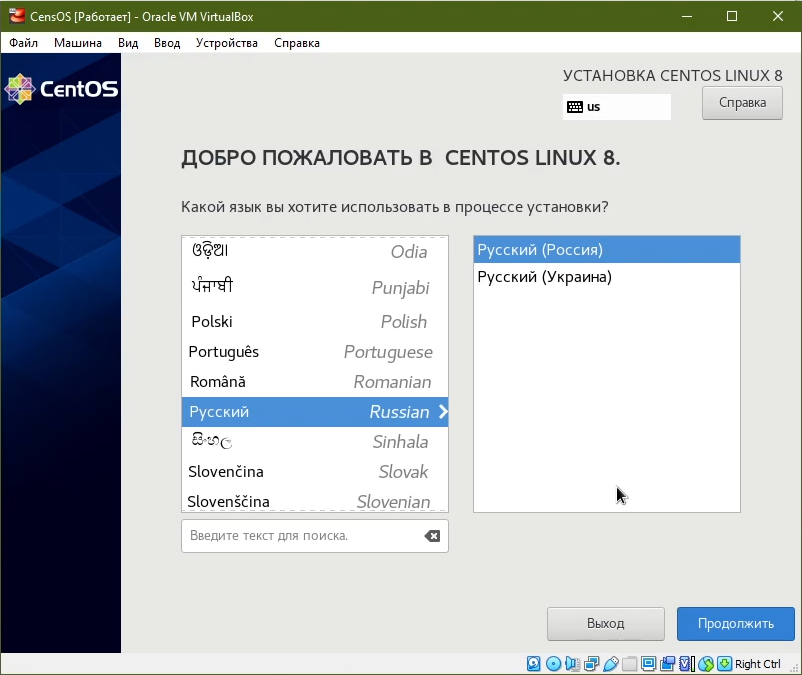 CensOS [Работает] - Oracle VM VirtualBox
Файл Машина Вид Ввод Устройства Справка
CentOS
УСТАНОВКА CENTOS LINUX 8
us
Справка
ДОБРО ПОЖАЛОВАТЬ В CENTOS LINUX 8.
Какой язык вы хотите использовать в процессе установки?
ଓଡ଼ିଆ Odia
ਪੰਜਾਬੀ Punjabi
Polski Polish
Português Portuguese
Română Romanian
Русский Russian
සිංහල Sinhala
Slovenčina Slovak
Slovenščina Slovenian
Русский (Россия)
Русский (Украина)
Введите текст для поиска.
Выход
Продолжить
Right Ctrl